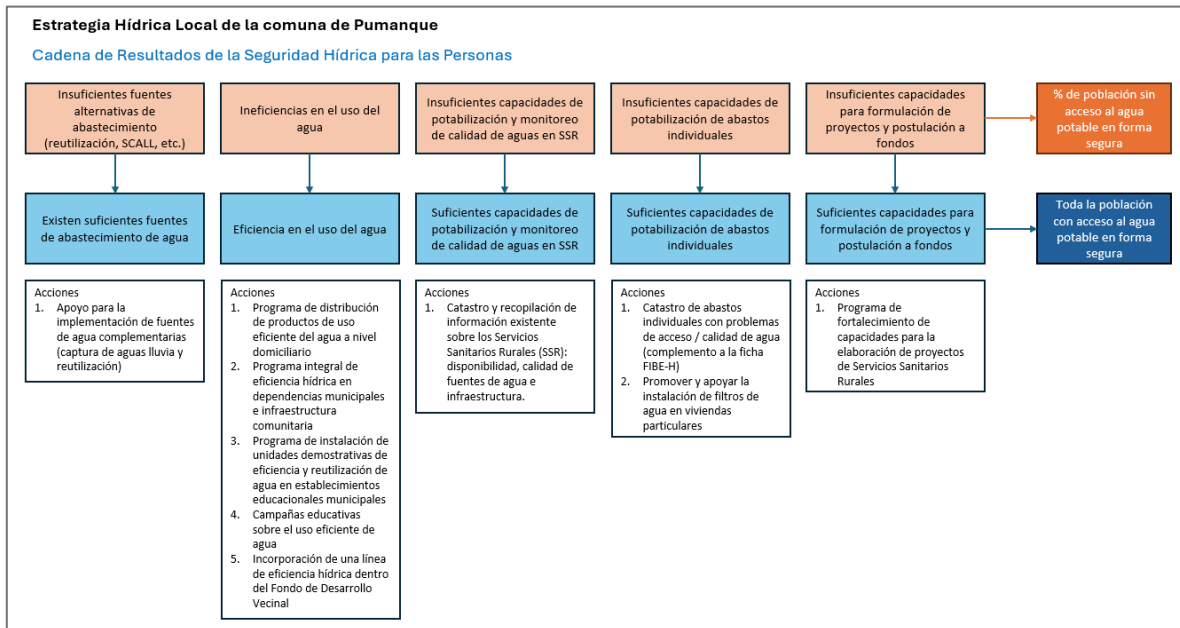 Estrategia Hídrica Local de la comuna de Pumanque
Cadena de Resultados de la Seguridad Hídrica para las Personas
Insuficientes fuentes
alternativas de
abastecimiento
(reutilización, SCALL, etc.)
Ineficiencias en el uso del
agua
Insuficientes capacidades de
potabilización y monitoreo
de calidad de aguas en SSR
Insuficientes capacidades de
potabilización de abastos
individuales
Insuficientes capacidades
para formulación de
proyectos y postulación a
fondos
% de población sin
acceso al agua
potable en forma
segura
Existen suficientes fuentes
de abastecimiento de agua
Eficiencia en el uso del agua
Suficientes capacidades de
potabilización y monitoreo
de calidad de aguas en SSR
Suficientes capacidades de
potabilización de abastos
individuales
Suficientes capacidades para
formulación de proyectos y
postulación a fondos
Toda la población
con acceso al agua
potable en forma
segura
Acciones
1. Apoyo para la
implementación de fuentes
de agua complementarias
(captura de aguas lluvia y
reutilización)
Acciones
1. Programa de distribución
de productos de uso
eficiente del agua a nivel
domiciliario
2. Programa integral de
eficiencia hídrica en
dependencias municipales
e infraestructura
comunitaria
3. Programa de instalación de
unidades demostrativas de
eficiencia y reutilización de
agua en establecimientos
educacionales municipales
4. Campañas educativas
sobre el uso eficiente de
agua
5. Incorporación de una línea
de eficiencia hídrica dentro
del Fondo de Desarrollo
Vecinal
Acciones
1. Catastro y recopilación de
información existente
sobre los Servicios
Sanitarios Rurales (SSR):
disponibilidad, calidad de
fuentes de agua e
infraestructura.
Acciones
1. Catastro de abastos
individuales con problemas
de acceso / calidad de agua
(complemento a la ficha
FIBE-H)
2. Promover y apoyar la
instalación de filtros de
agua en viviendas
particulares
Acciones
1. Programa de
fortalecimiento de
capacidades para la
elaboración de proyectos
de Servicios Sanitarios
Rurales